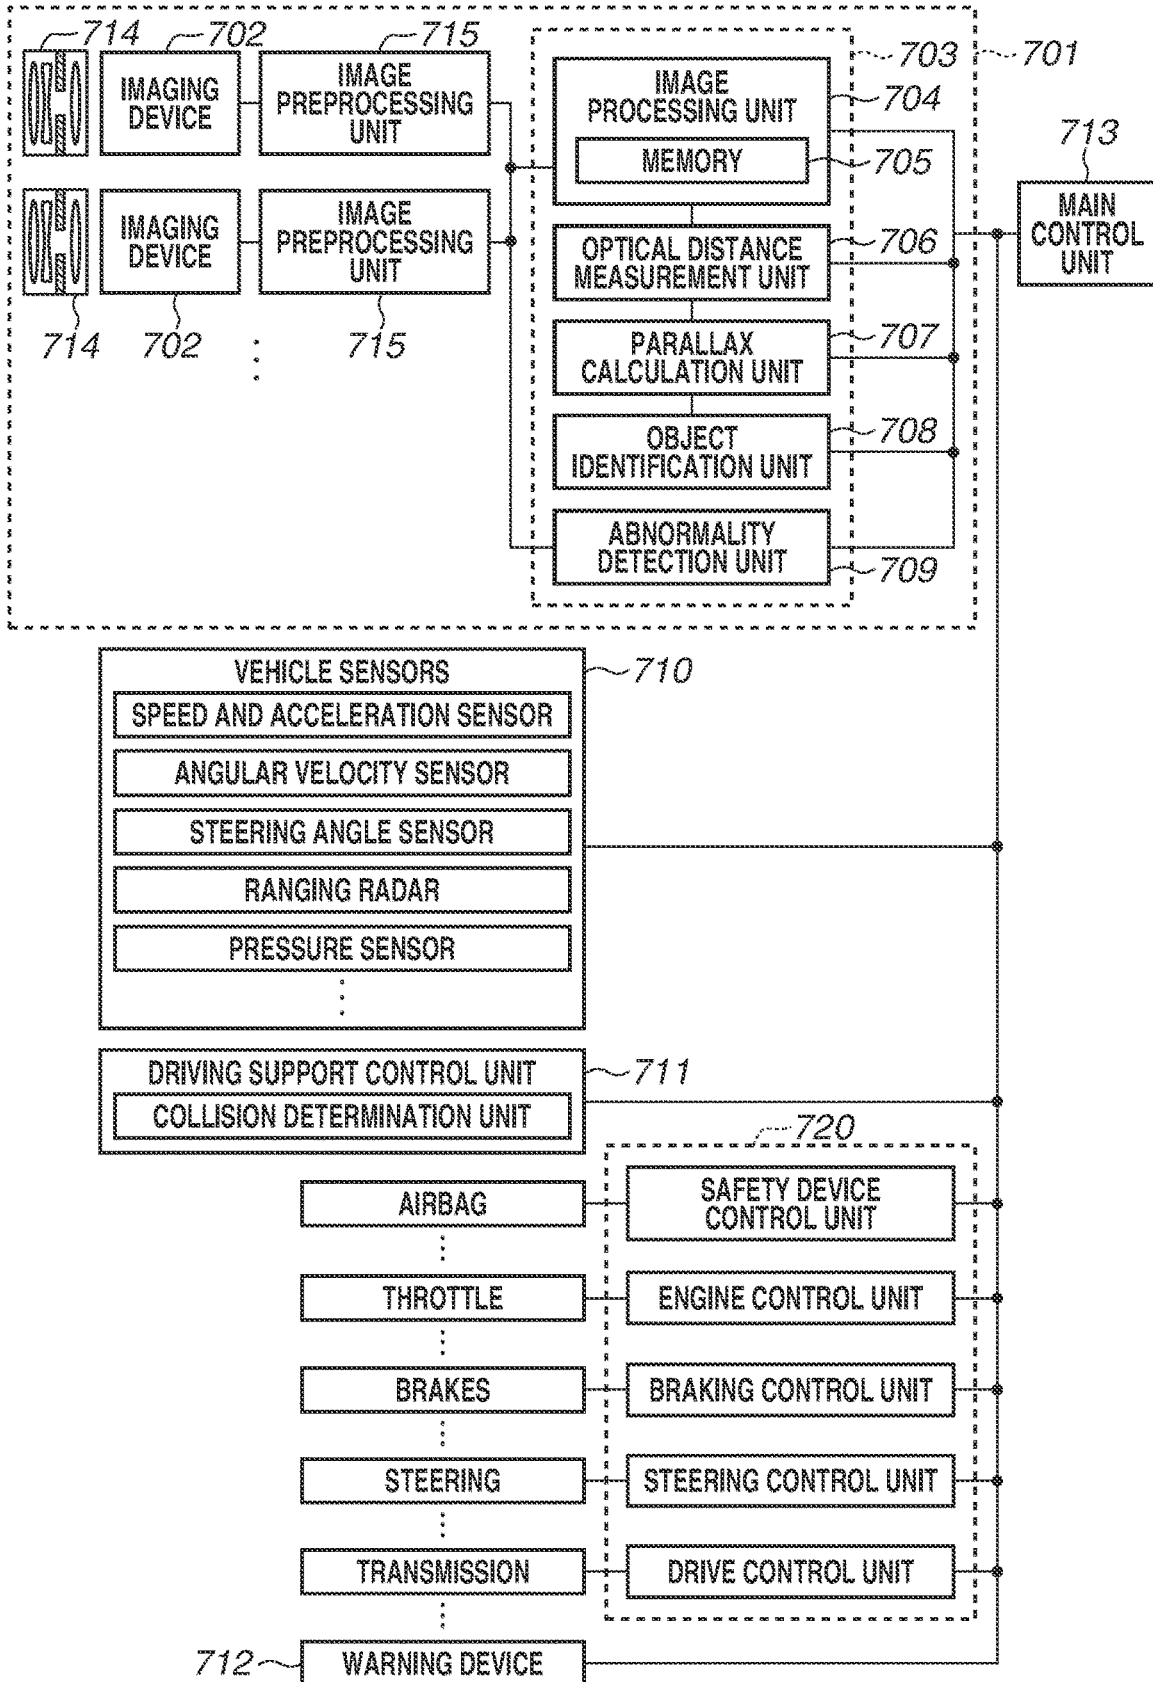 714
702
715
703
701
IMAGING
DEVICE
IMAGE
PREPROCESSING
UNIT
IMAGE
PROCESSING UNIT
704
MEMORY
705
713
MAIN
CONTROL
UNIT
IMAGING
DEVICE
IMAGE
PREPROCESSING
UNIT
714
702
715
OPTICAL DISTANCE
MEASUREMENT UNIT
706
PARALLAX
CALCULATION UNIT
707
OBJECT
IDENTIFICATION UNIT
708
ABNORMALITY
DETECTION UNIT
709
VEHICLE SENSORS
710
SPEED AND ACCELERATION SENSOR
ANGULAR VELOCITY SENSOR
STEERING ANGLE SENSOR
RANGING RADAR
PRESSURE SENSOR
DRIVING SUPPORT CONTROL UNIT
711
COLLISION DETERMINATION UNIT
720
AIRBAG
SAFETY DEVICE
CONTROL UNIT
THROTTLE
ENGINE CONTROL UNIT
BRAKES
BRAKING CONTROL UNIT
STEERING
STEERING CONTROL UNIT
TRANSMISSION
DRIVE CONTROL UNIT
712
WARNING DEVICE